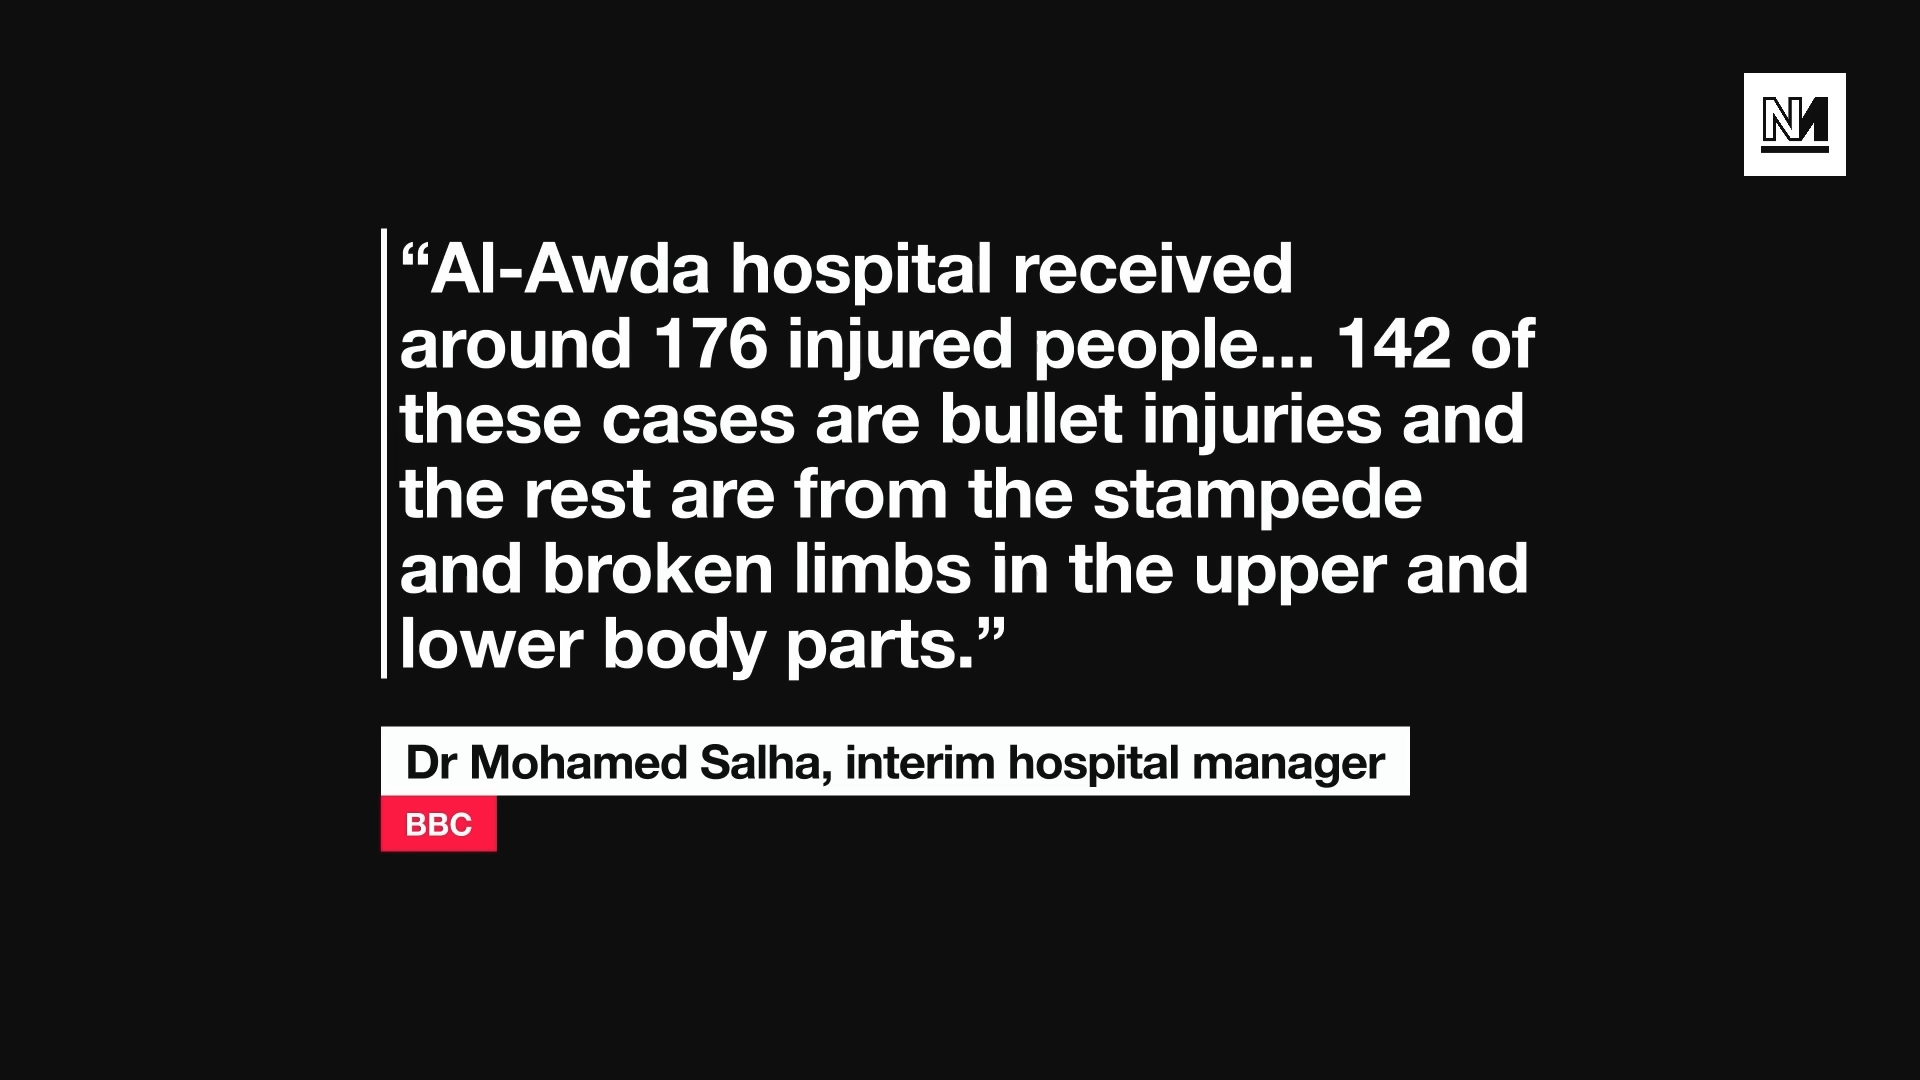 “Al-Awda hospital received
around 176 injured people... 142 of
these cases are bullet injuries and
the rest are from the stampede
and broken limbs in the upper and
lower body parts.”
Dr Mohamed Salha, interim hospital manager
BBC